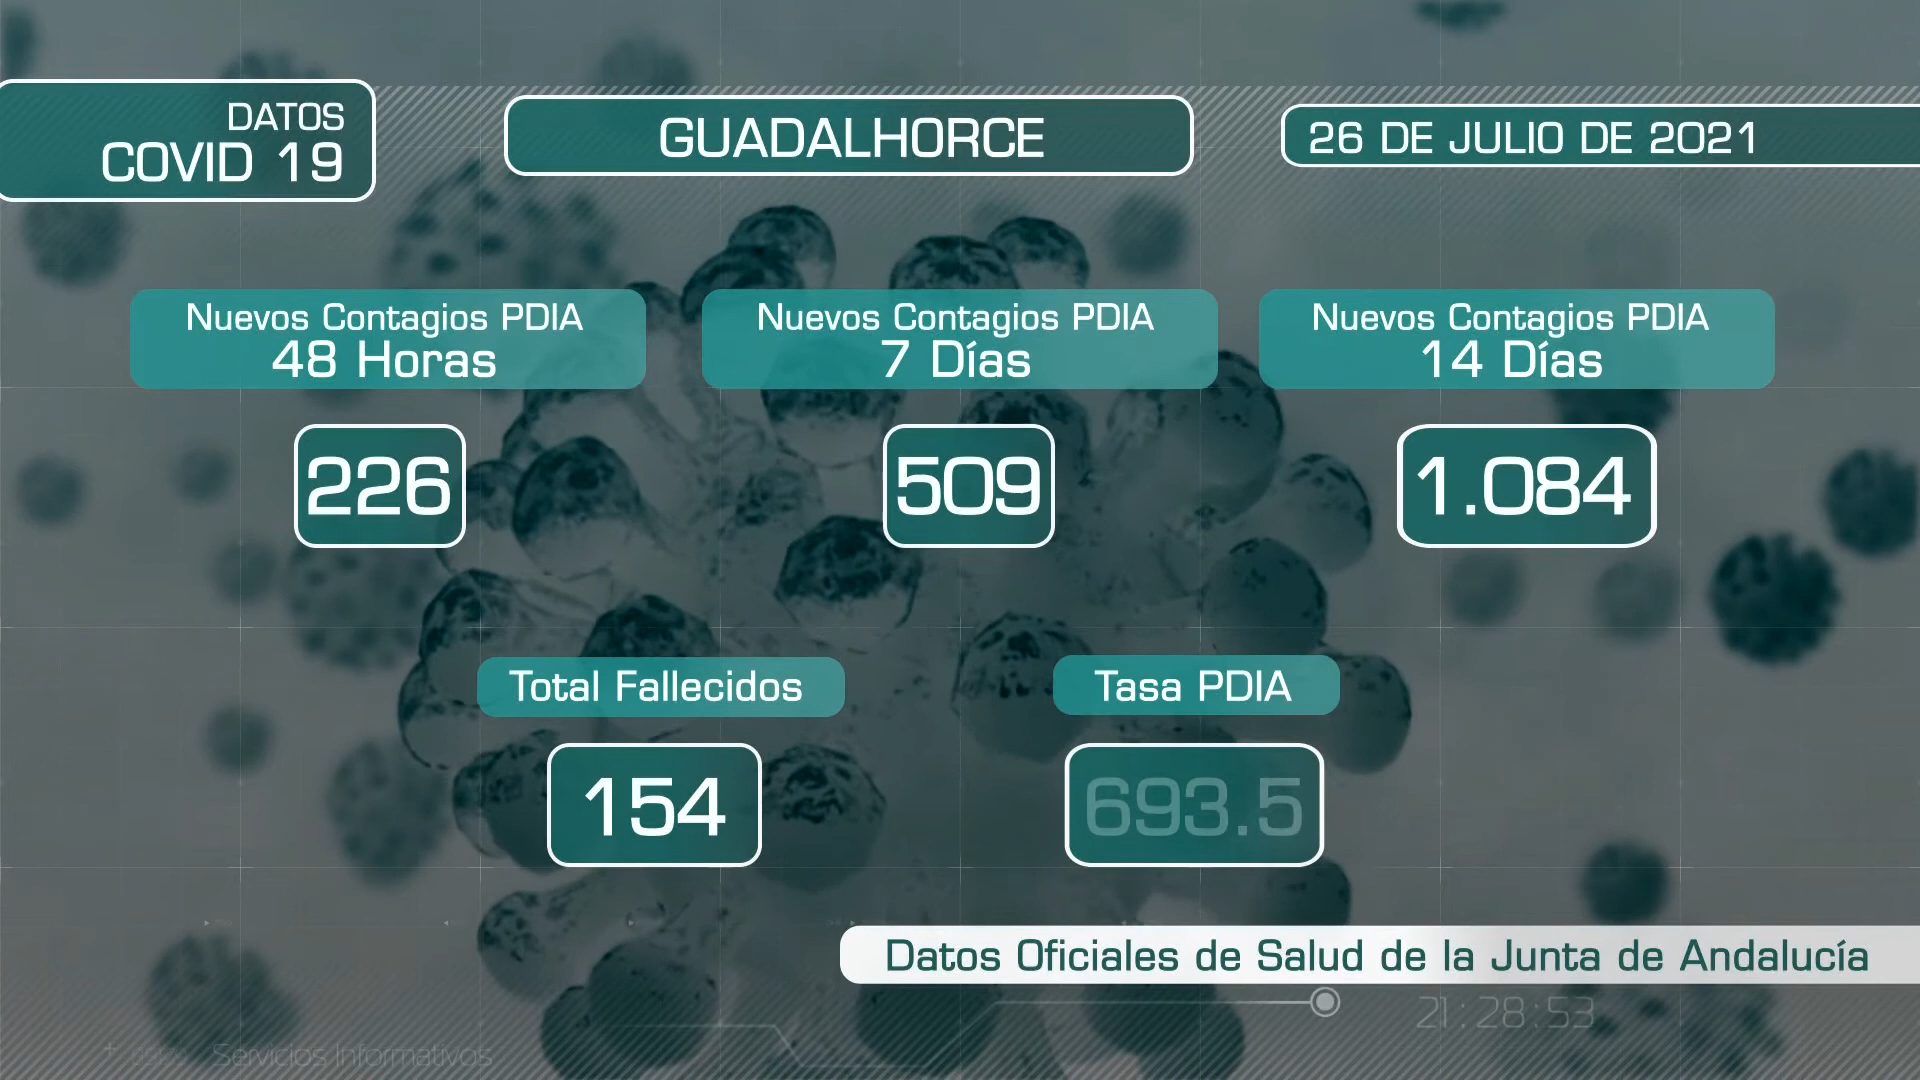 DATOS
COVID 19
GUADALHORCE
26 DE JULIO DE 2021
Nuevos Contagios PDIA
48 Horas
226
Nuevos Contagios PDIA
7 Días
509
Nuevos Contagios PDIA
14 Días
1.084
Total Fallecidos
154
Tasa PDIA
693.5
Datos Oficiales de Salud de la Junta de Andalucía
21:28:53
Servicios Informativos